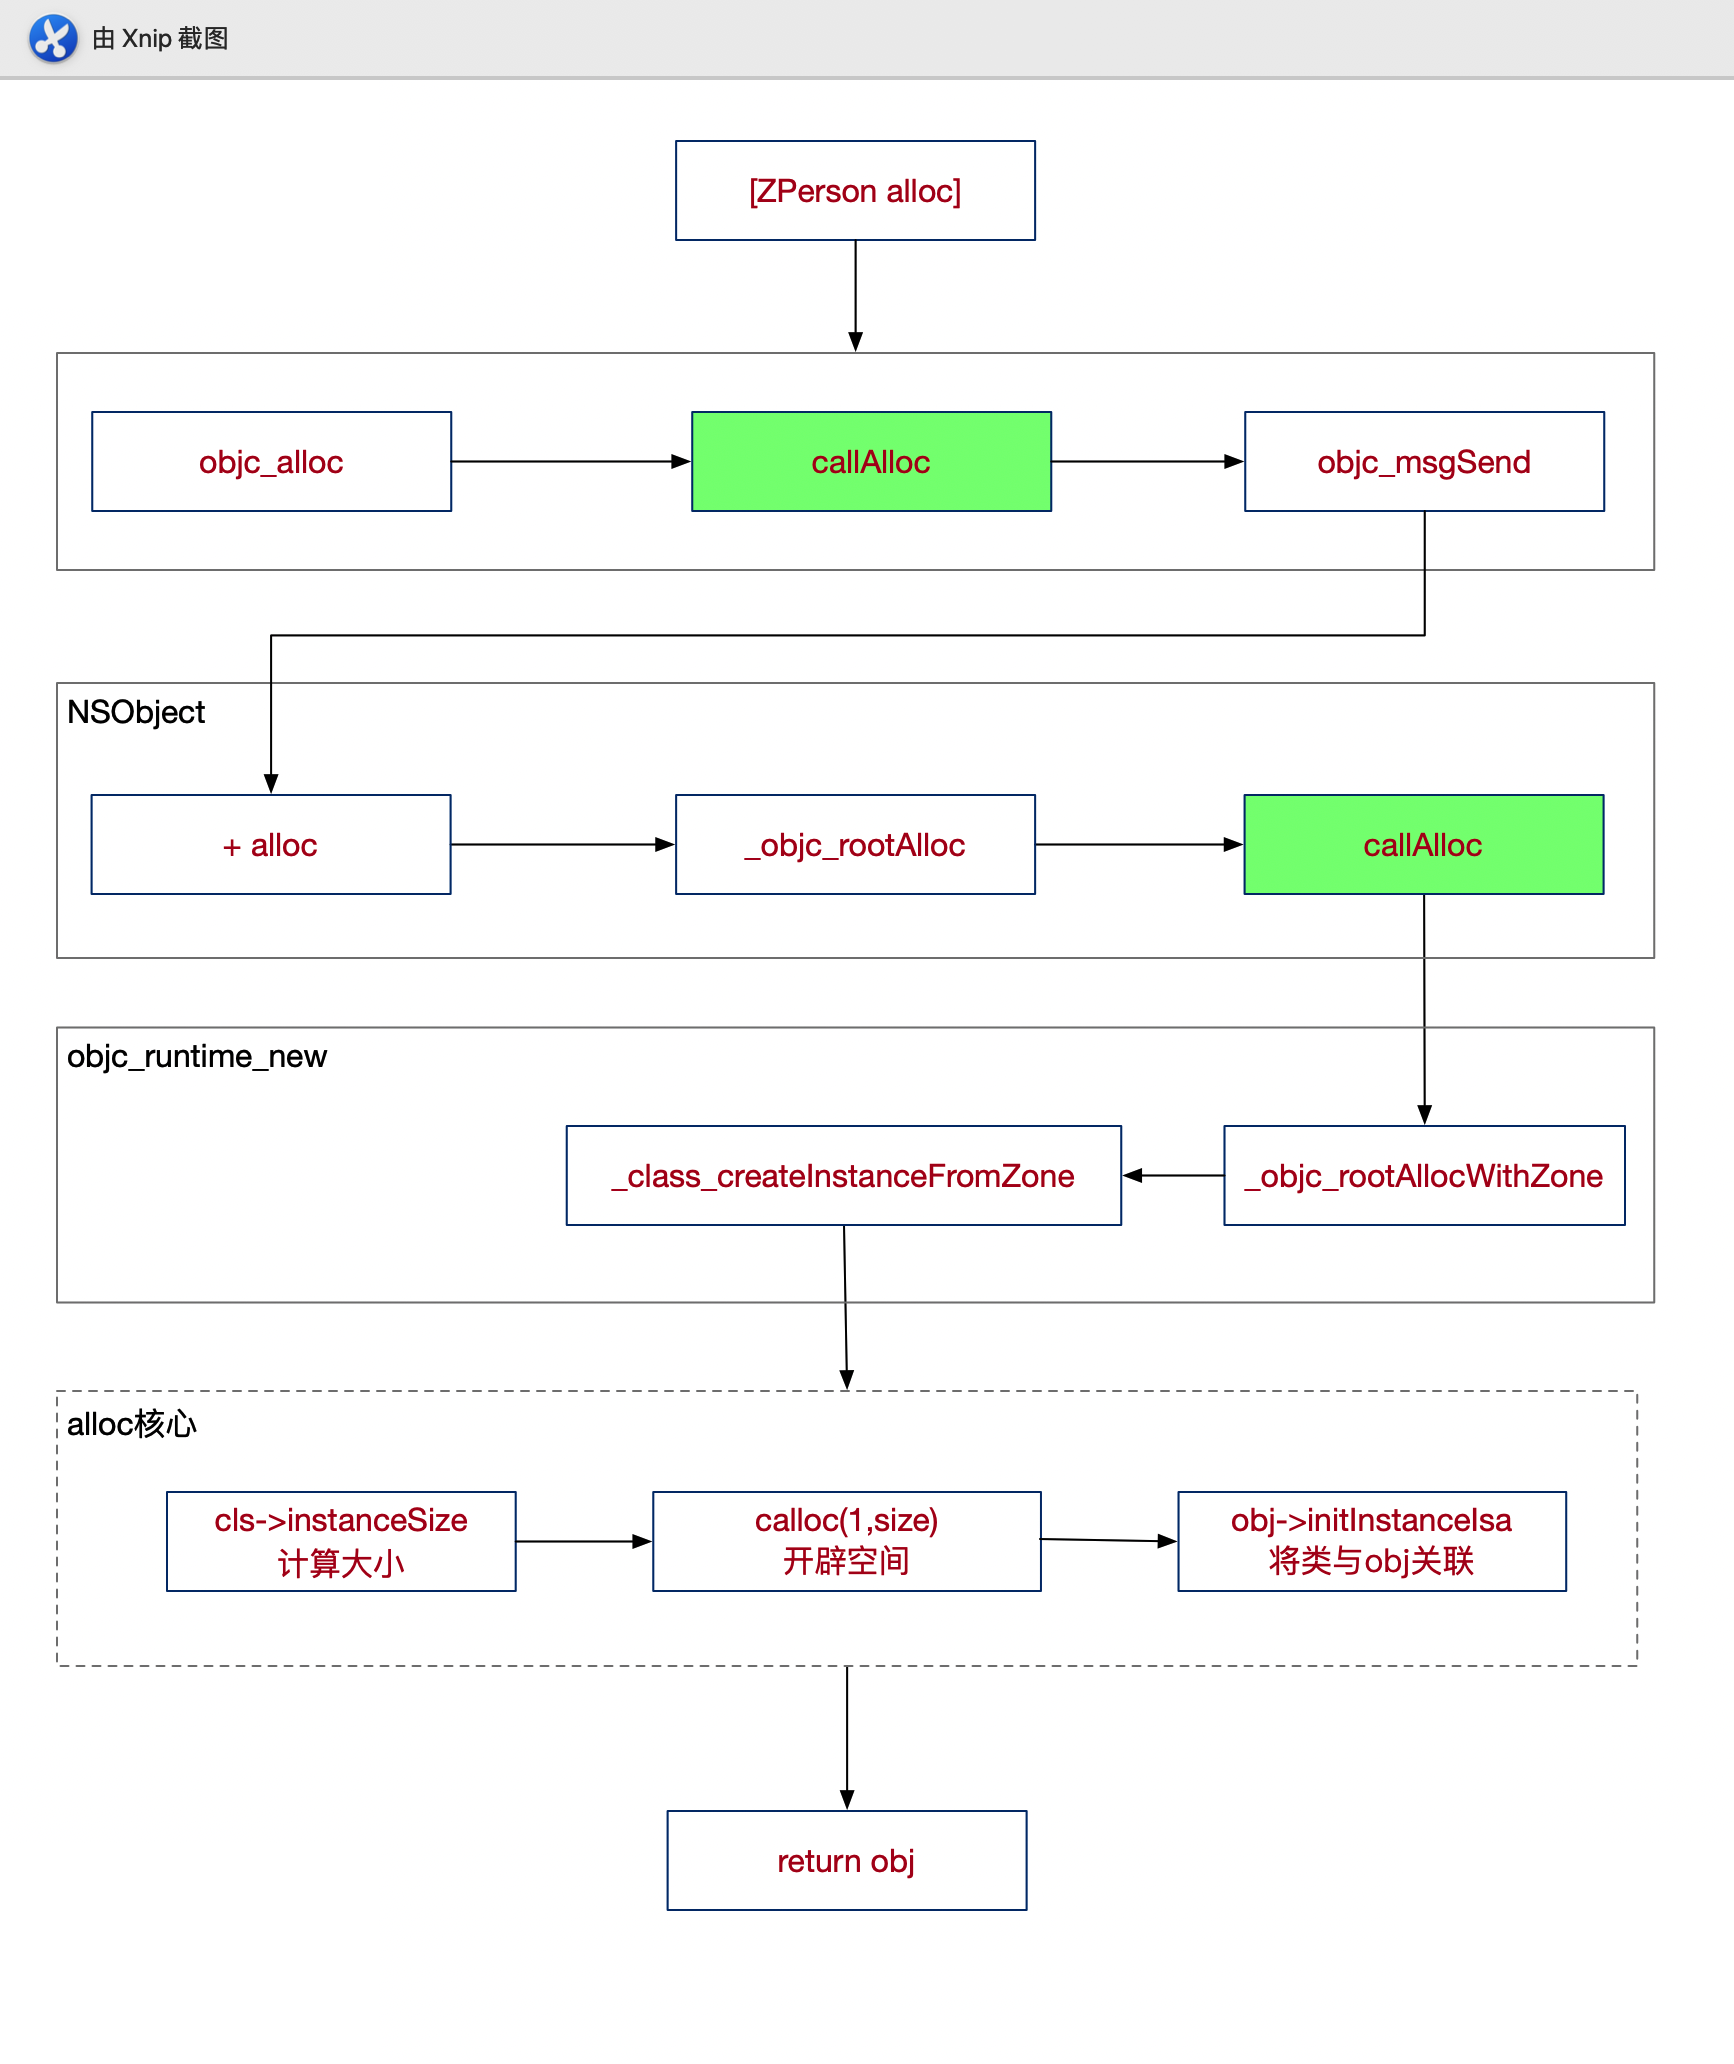 由 Xnip 截图
[ZPerson alloc]
objc_alloc
callAlloc
objc_msgSend
NSObject
+ alloc
_objc_rootAlloc
callAlloc
objc_runtime_new
_class_createInstanceFromZone
_objc_rootAllocWithZone
alloc核心
cls->instanceSize
计算大小
calloc(1,size)
开辟空间
obj->initInstanceIsa
将类与obj关联
return obj